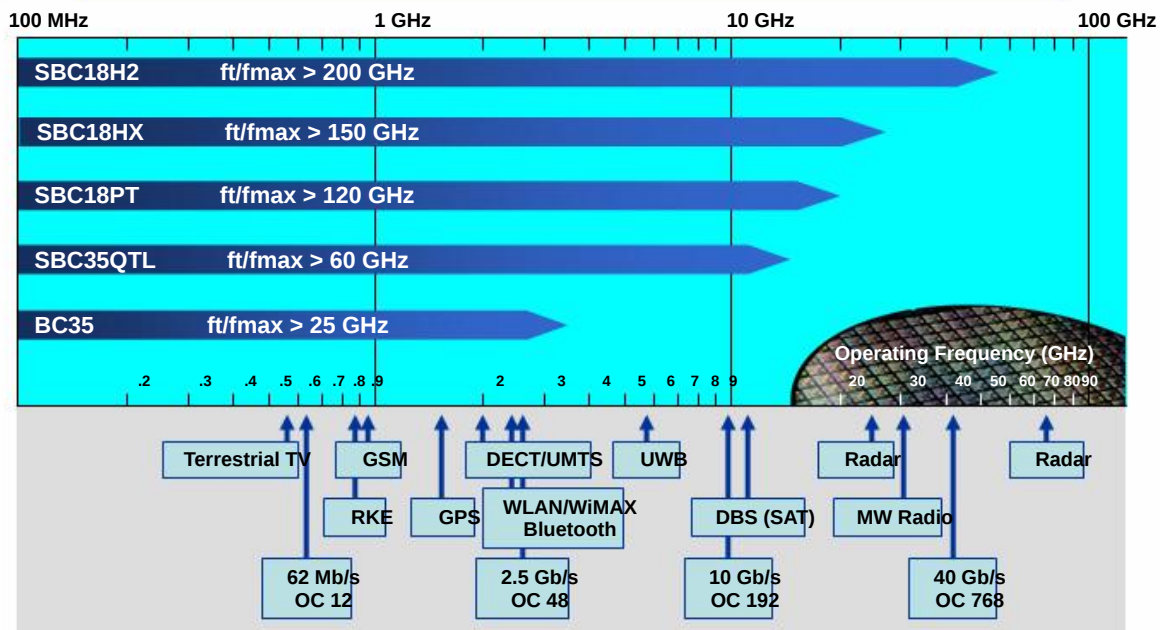 100 MHz 1 GHz 10 GHz 100 GHz
SBC18H2 ft/fmax > 200 GHz
SBC18HX ft/fmax > 150 GHz
SBC18PT ft/fmax > 120 GHz
SBC35QTL ft/fmax > 60 GHz
BC35 ft/fmax > 25 GHz
Operating Frequency (GHz)
.2 .3 .4 .5 .6 .7 .8 .9 2 3 4 5 6 7 8 9 20 30 40 50 60 70 80 90
Terrestrial TV GSM DECT/UMTS UWB Radar Radar
RKE GPS WLAN/WiMAX DBS (SAT) MW Radio
Bluetooth
62 Mb/s 2.5 Gb/s 10 Gb/s 40 Gb/s
OC 12 OC 48 OC 192 OC 768